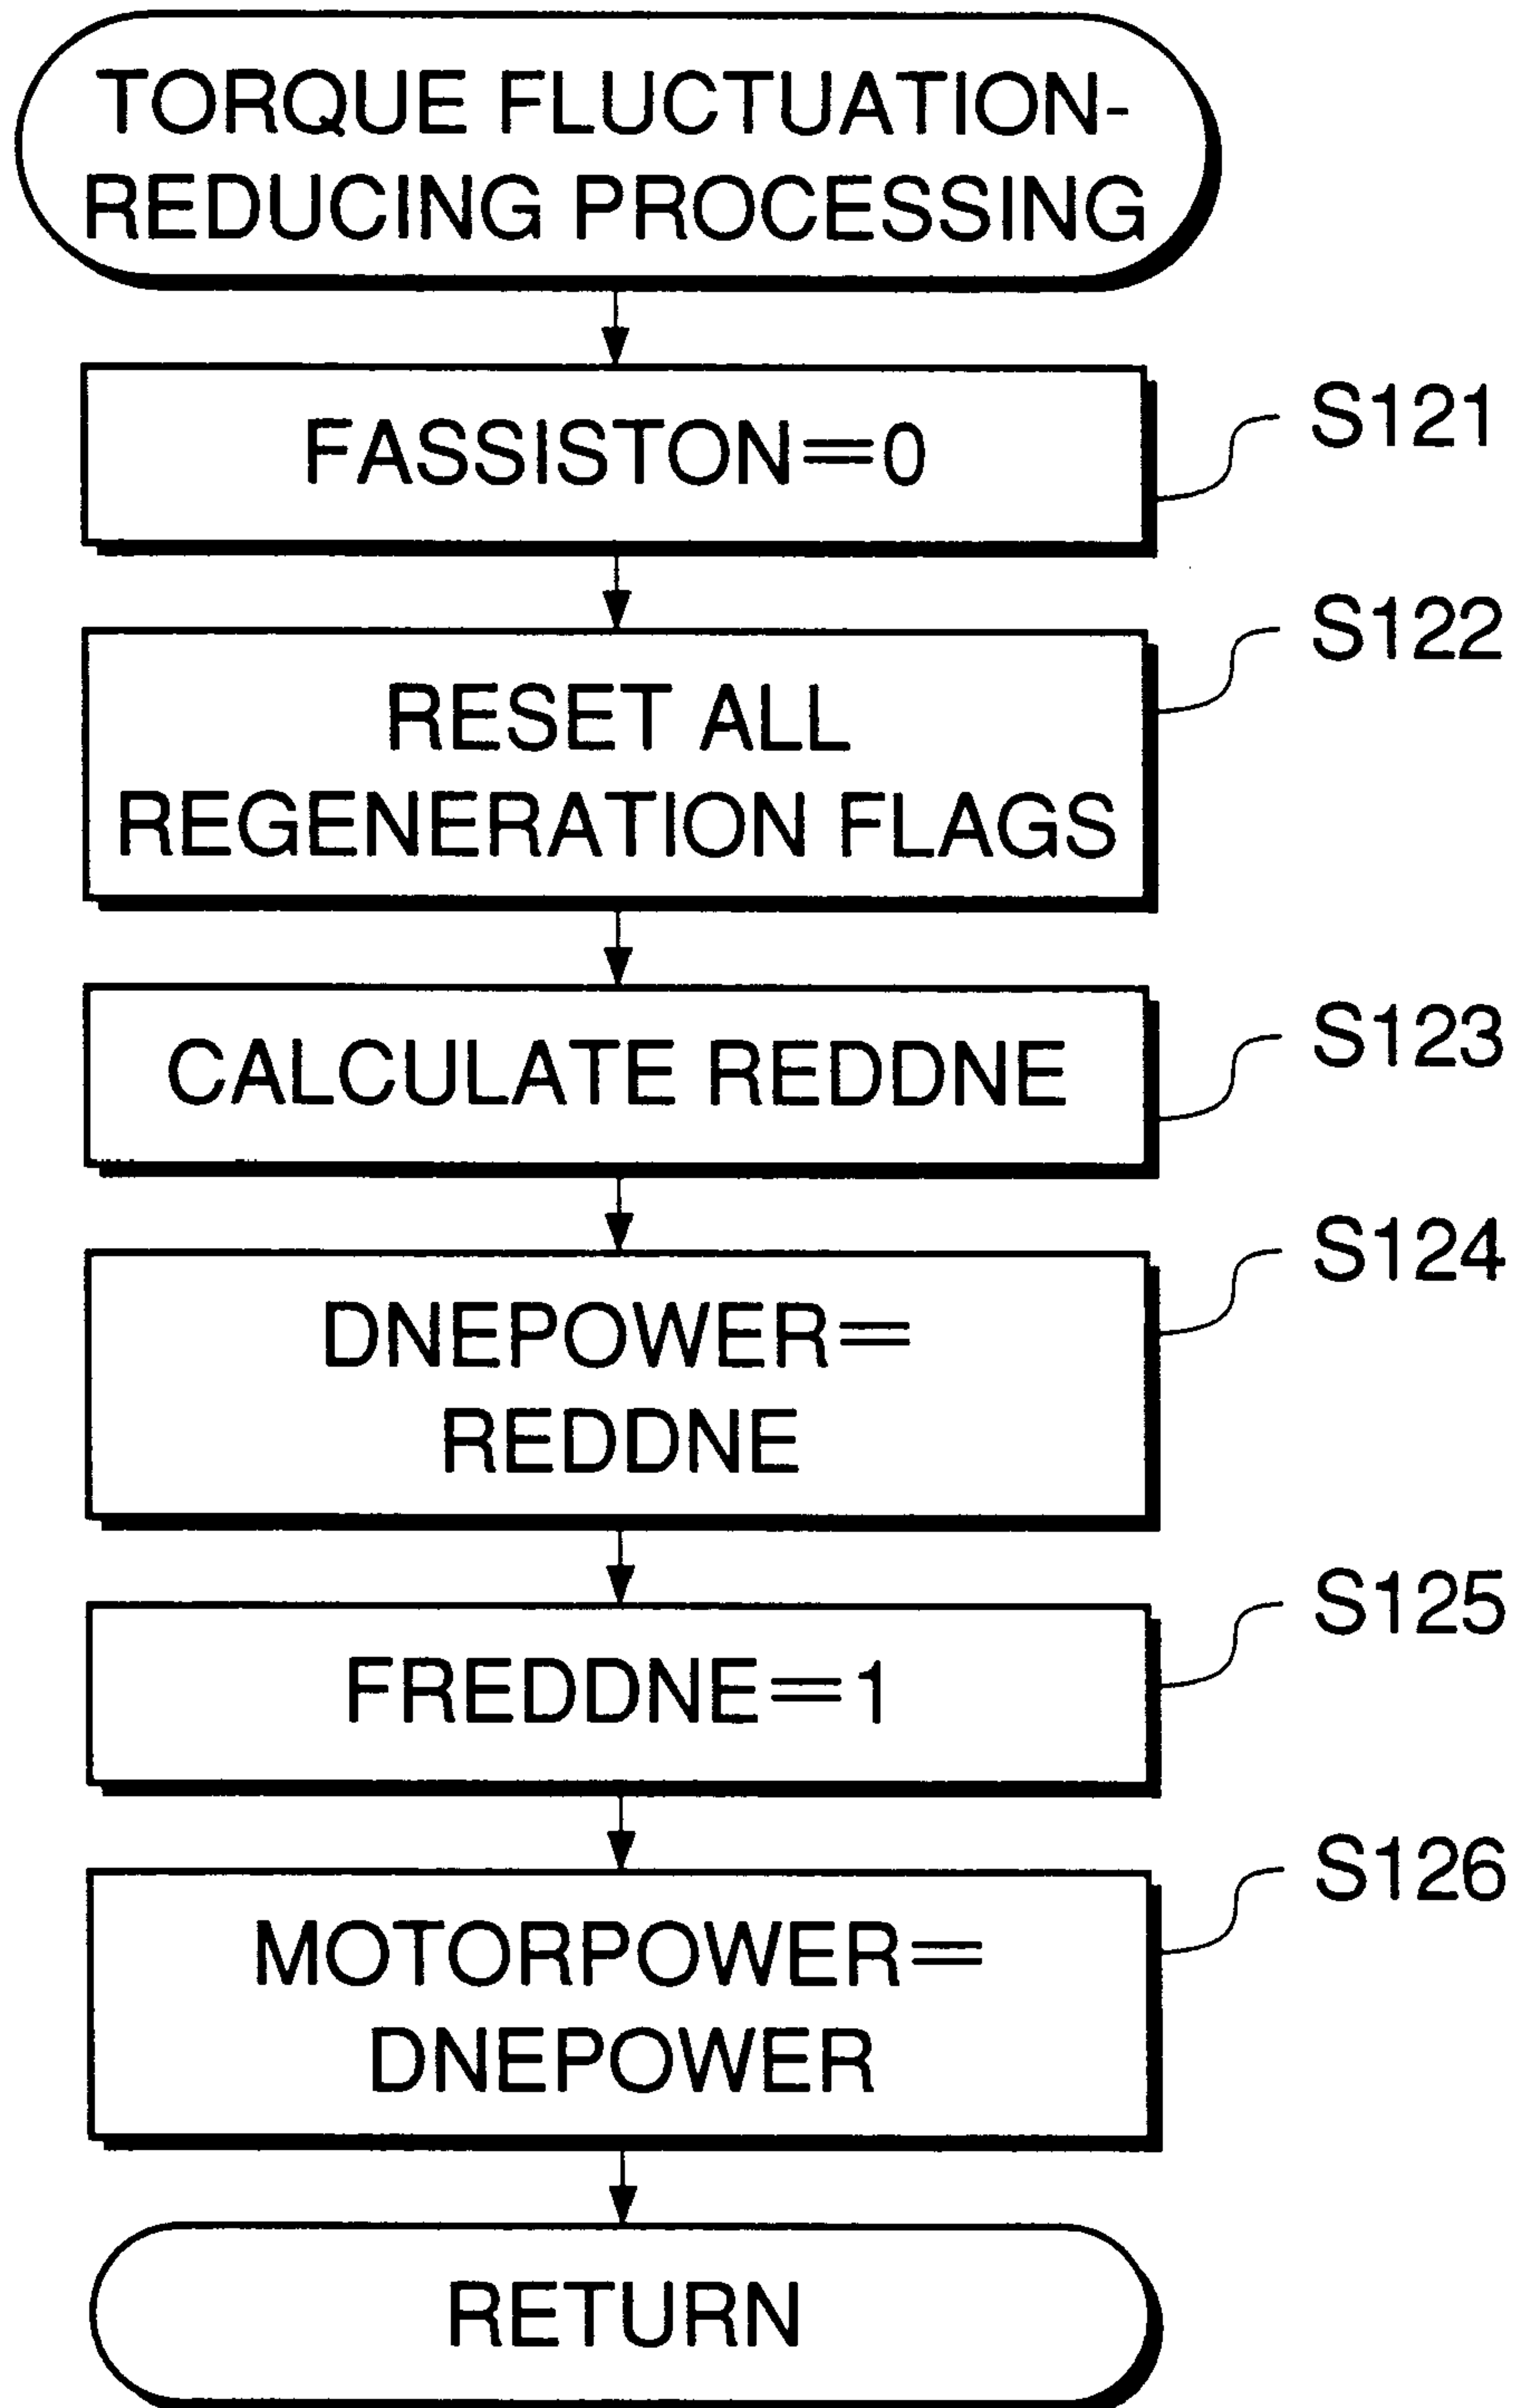 TORQUE FLUCTUATION-
REDUCING PROCESSING
FASSISTON=0
S121
RESET ALL
REGENERATION FLAGS
S122
CALCULATE REDDNE
S123
DNEPOWER=
REDDNE
S124
FREDDNE=1
S125
MOTORPOWER=
DNEPOWER
S126
RETURN